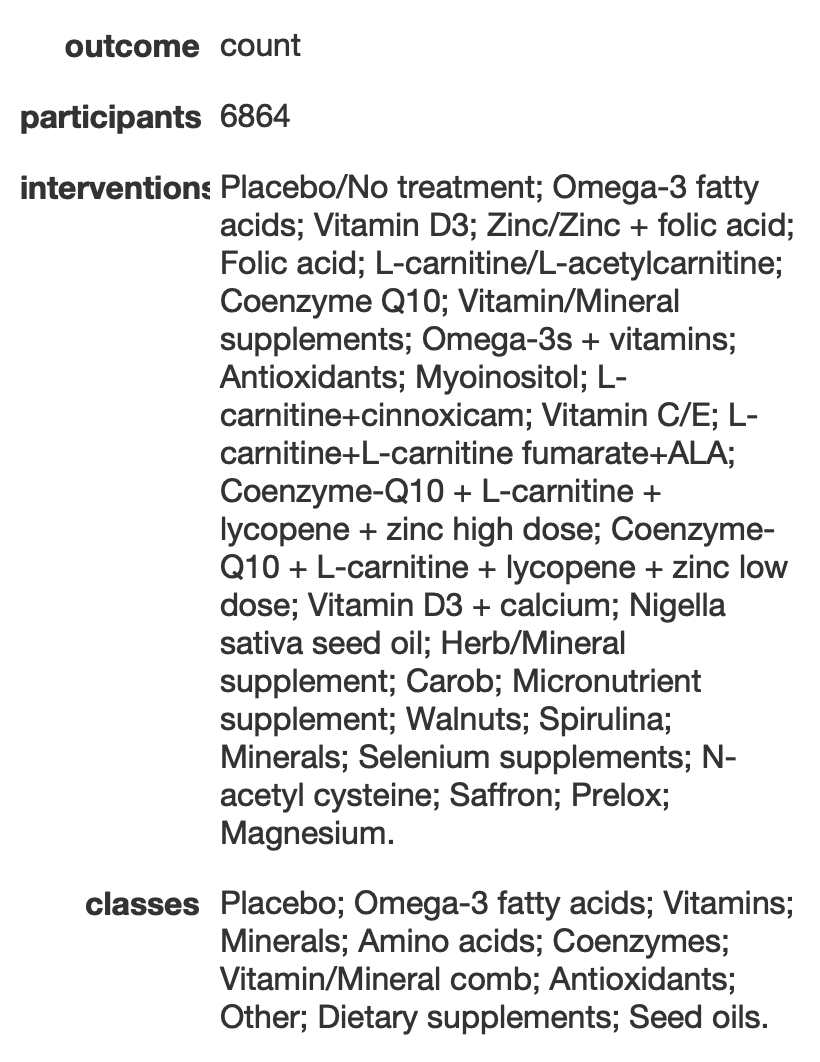 outcome count
participants 6864
interventions Placebo/No treatment; Omega-3 fatty
acids; Vitamin D3; Zinc/Zinc + folic acid;
Folic acid; L-carnitine/L-acetylcarnitine;
Coenzyme Q10; Vitamin/Mineral
supplements; Omega-3s + vitamins;
Antioxidants; Myoinositol; L-
carnitine+cinnoxicam; Vitamin C/E; L-
carnitine+L-carnitine fumarate+ALA;
Coenzyme-Q10 + L-carnitine +
lycopene + zinc high dose; Coenzyme-
Q10 + L-carnitine + lycopene + zinc low
dose; Vitamin D3 + calcium; Nigella
sativa seed oil; Herb/Mineral
supplement; Carob; Micronutrient
supplement; Walnuts; Spirulina;
Minerals; Selenium supplements; N-
acetyl cysteine; Saffron; Prelox;
Magnesium.
classes Placebo; Omega-3 fatty acids; Vitamins;
Minerals; Amino acids; Coenzymes;
Vitamin/Mineral comb; Antioxidants;
Other; Dietary supplements; Seed oils.